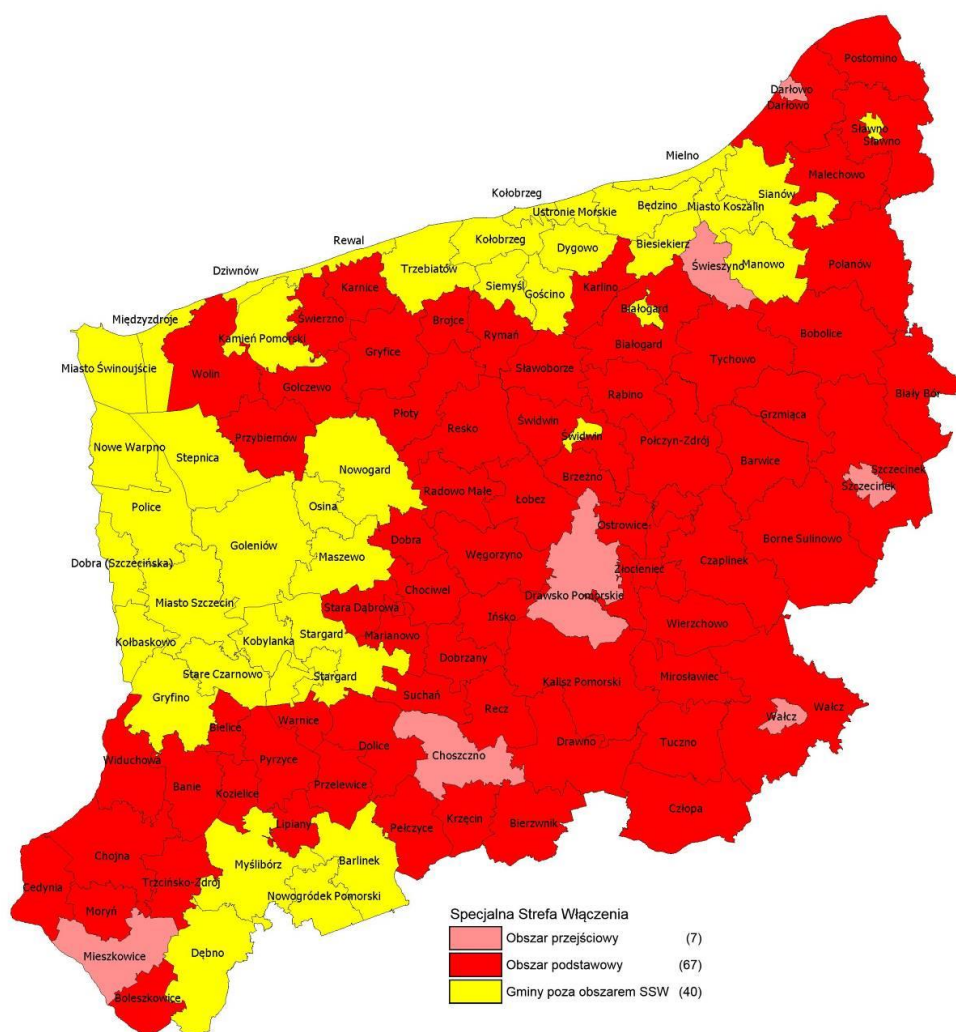 Postomino
Darłowo
Darłowo
Sławno
Sławno
Mielno
Malechowo
Kołobrzeg
Sianów
Ustronie Morskie
Będzino
Miasto Koszalin
Rewal
Kołobrzeg
Dygowo
Biesiekierz
Manowo
Polanów
Świeszyno
Trzebiatów
Dziwnów
Siemyśl
Gościno
Karlino
Karnice
Międzyzdroje
Świerzno
Białogard
Kamień Pomorski
Brojce
Rymań
Bobolice
Białogard
Gryfice
Tychowo
Miasto Świnoujście
Wolin
Sławoborze
Golczewo
Rąbino
Biały Bór
Płoty
Grzmiąca
Resko
Świdwin
Przybiernów
Świdwin
Połczyn-Zdrój
Nowe Warpno
Stepnica
Barwice
Nowogard
Szczecinek
Brzeżno
Szczecinek
Radowo Małe
Łobez
Police
Osina
Ostrowice
Dobra
Borne Sulinowo
Goleniów
Węgorzyno
Maszewo
Czaplinek
Dobra (Szczecińska)
Złocieniec
Chociwel
Drawsko Pomorskie
Miasto Szczecin
Stara Dąbrowa
Ińsko
Wierzchowo
Stargard
Marianowo
Kołbaskowo
Kobylanka
Dobrzany
Stare Czarnowo
Stargard
Mirosławiec
Kalisz Pomorski
Gryfino
Suchań
Recz
Wałcz
Wałcz
Warnice
Bielice
Drawno
Tuczno
Dolice
Choszczno
Widuchowa
Pyrzyce
Banie
Przelewice
Kozielice
Człopa
Krzęcin
Bierzwnik
Lipiany
Pełczyce
Chojna
Myślibórz
Barlinek
Cedynia
Trzcińsko-Zdrój
Nowogródek Pomorski
Moryń
Mieszkowice
Dębno
Boleszkowice
Specjalna Strefa Włączenia
Obszar przejściowy (7)
Obszar podstawowy (67)
Gminy poza obszarem SSW (40)